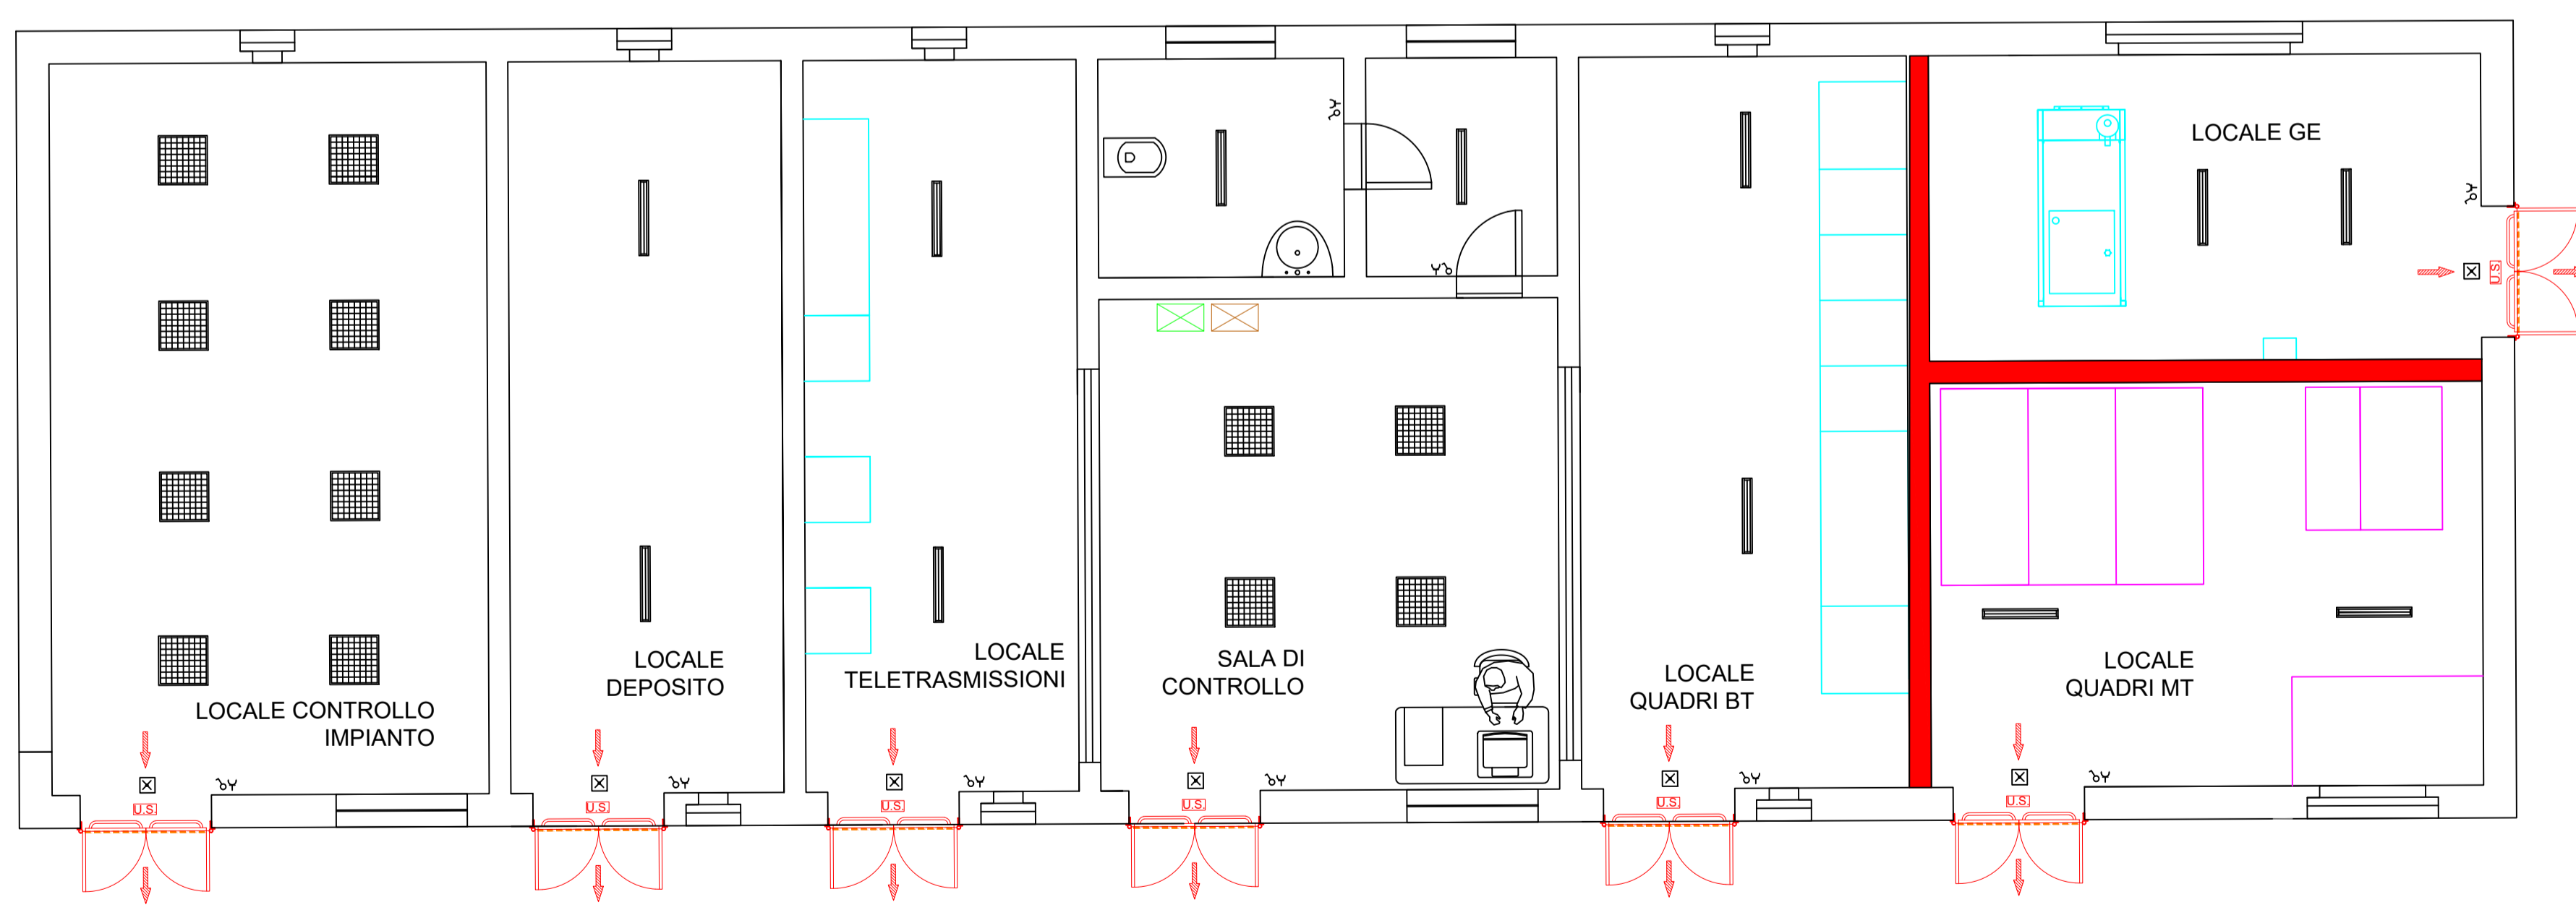 LOCALE GE
U.S.
LOCALE CONTROLLO
IMPIANTO
LOCALE
DEPOSITO
LOCALE
TELETRASMISSIONI
SALA DI
CONTROLLO
LOCALE
QUADRI BT
LOCALE
QUADRI MT
U.S.
U.S.
U.S.
U.S.
U.S.
U.S.